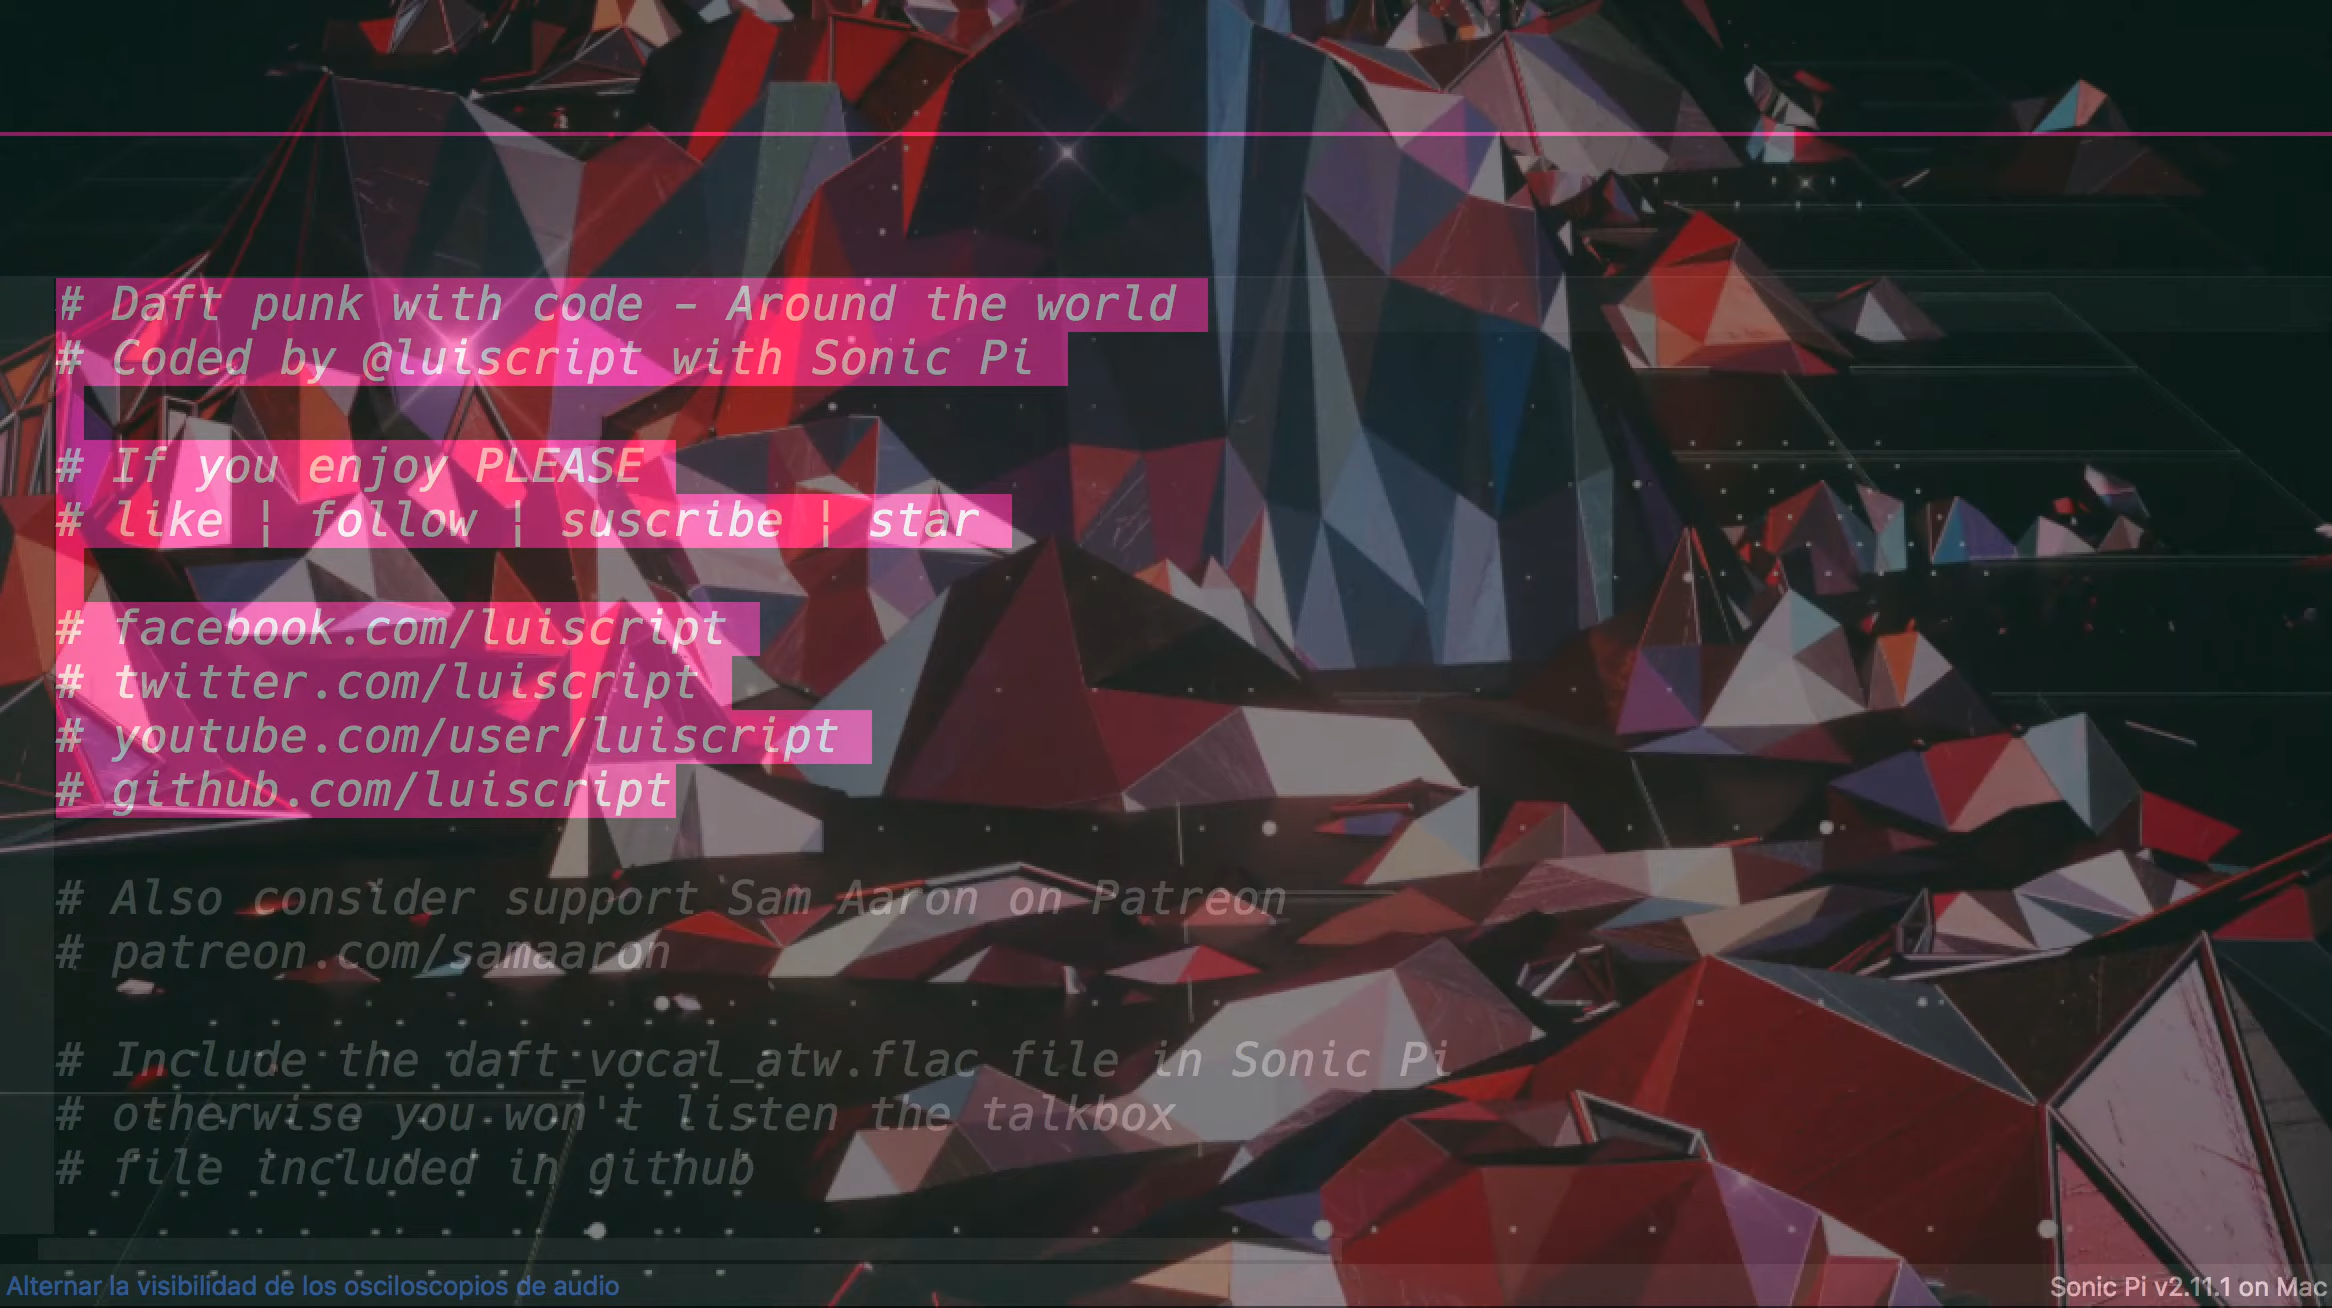 # Daft punk with code - Around the world
# Coded by @luiscript with Sonic Pi
# If you enjoy PLEASE
# like | follow | suscribe | star
# facebook.com/luiscript
# twitter.com/luiscript
# youtube.com/user/luiscript
# github.com/luiscript
# Also consider support Sam Aaron on Patreon
# patreon.com/samaaron
# Include the daft_vocal_atw.flac file in Sonic Pi
# otherwise you won't listen the talkbox
# file included in github
Alternar la visibilidad de los osciloscopios de audio
Sonic Pi v2.11.1 on Mac